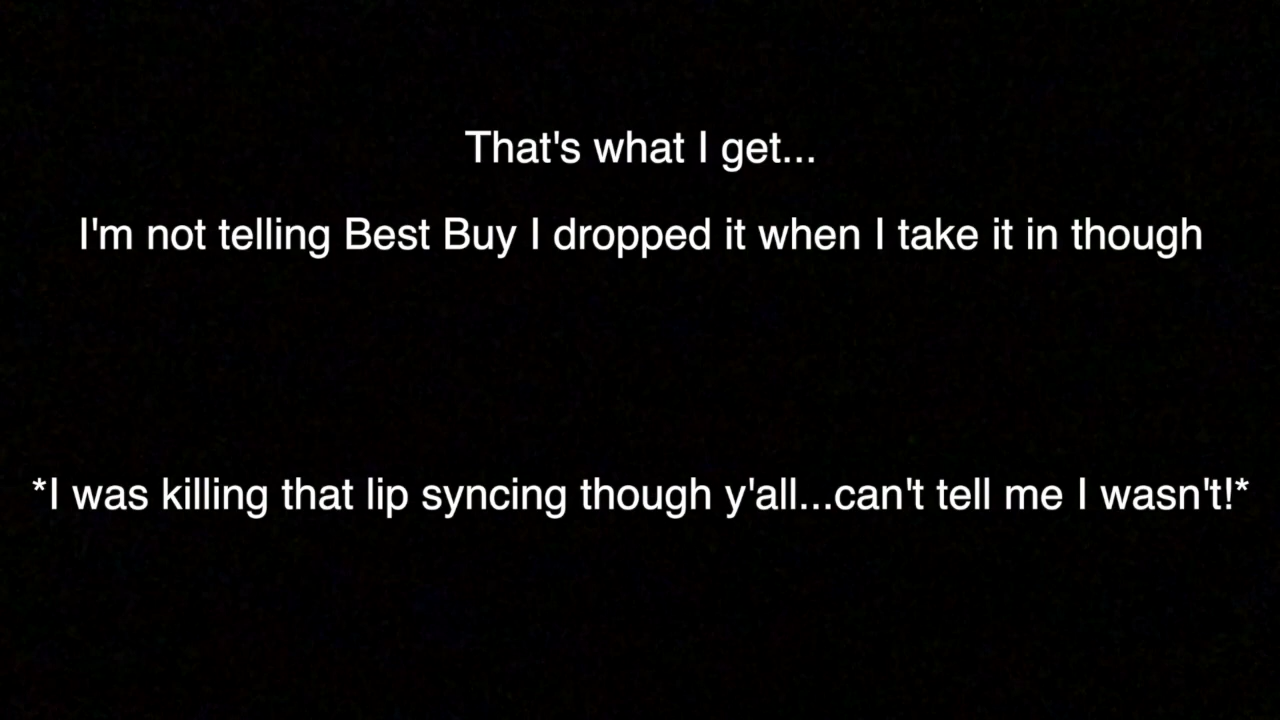 That's what I get...
I'm not telling Best Buy I dropped it when I take it in though
*I was killing that lip syncing though y'all...can't tell me I wasn't!*